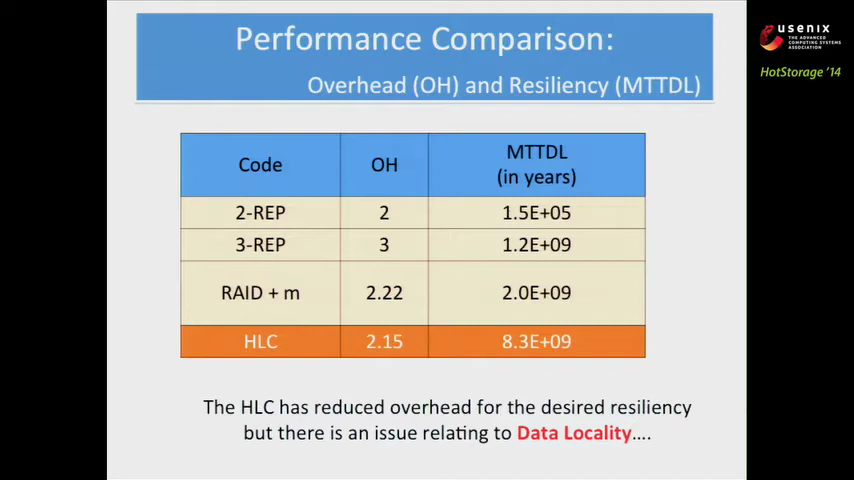 Performance Comparison:
Overhead (OH) and Resiliency (MTTDL)
usenix
THE ADVANCED
COMPUTING SYSTEMS
ASSOCIATION
HotStorage '14
Code OH MTTDL
(in years)
2-REP 2 1.5E+05
3-REP 3 1.2E+09
RAID + m 2.22 2.0E+09
HLC 2.15 8.3E+09
The HLC has reduced overhead for the desired resiliency
but there is an issue relating to Data Locality....